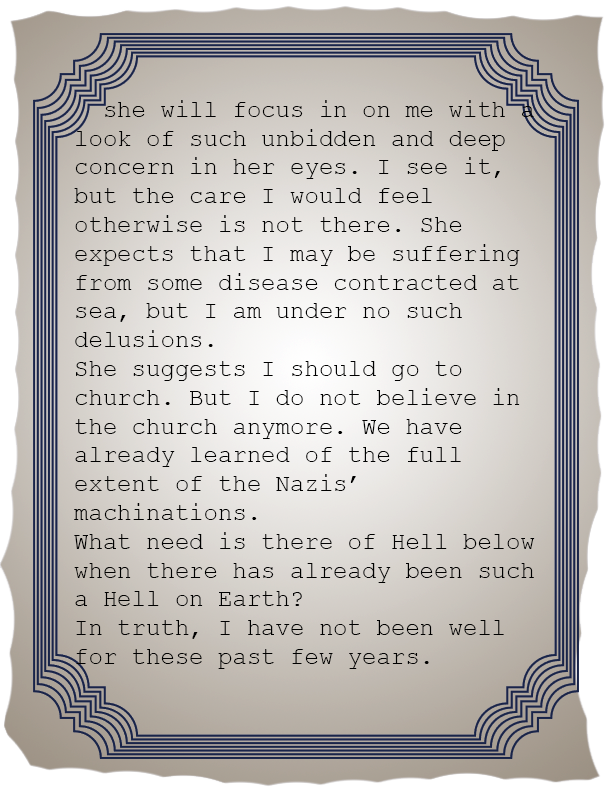 she will focus in on me with a
look of such unbidden and deep
concern in her eyes. I see it,
but the care I would feel
otherwise is not there. She
expects that I may be suffering
from some disease contracted at
sea, but I am under no such
delusions.
She suggests I should go to
church. But I do not believe in
the church anymore. We have
already learned of the full
extent of the Nazis’
machinations.
What need is there of Hell below
when there has already been such
a Hell on Earth?
In truth, I have not been well
for these past few years.